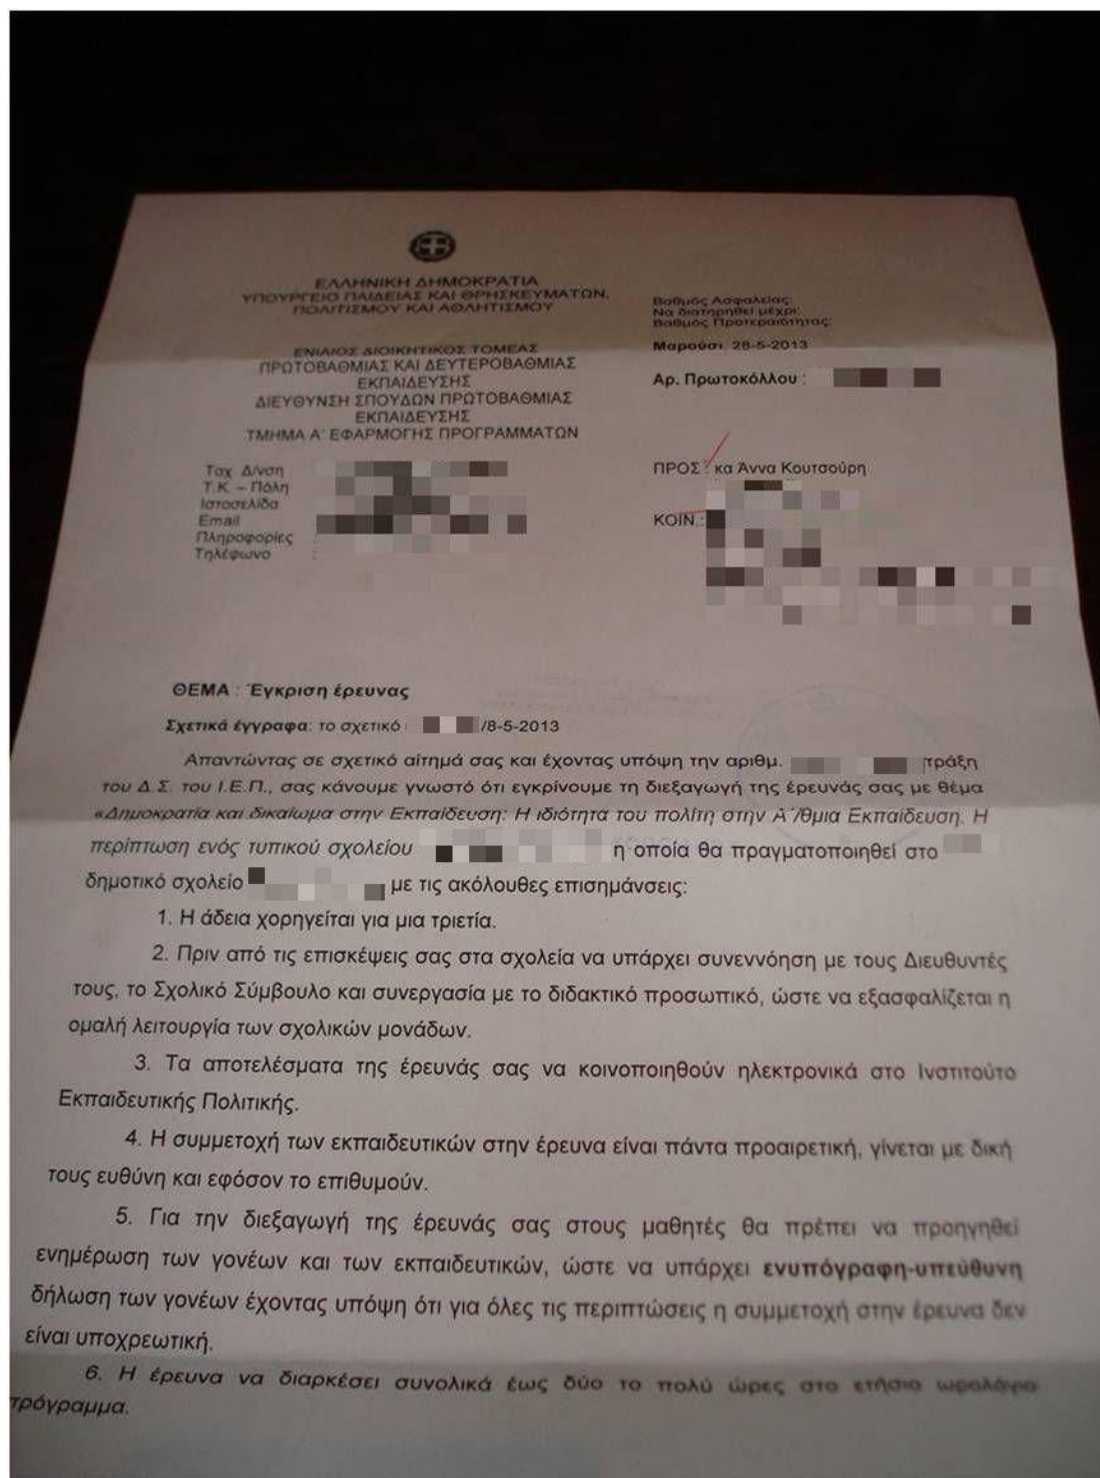 ΕΛΛΗΝΙΚΗ ΔΗΜΟΚΡΑΤΙΑ
ΥΠΟΥΡΓΕΙΟ ΠΑΙΔΕΙΑΣ ΚΑΙ ΘΡΗΣΚΕΥΜΑΤΩΝ,
ΠΟΛΙΤΙΣΜΟΥ ΚΑΙ ΑΘΛΗΤΙΣΜΟΥ
ΕΝΙΑΙΟΣ ΔΙΟΙΚΗΤΙΚΟΣ ΤΟΜΕΑΣ
ΠΡΩΤΟΒΑΘΜΙΑΣ ΚΑΙ ΔΕΥΤΕΡΟΒΑΘΜΙΑΣ
ΕΚΠΑΙΔΕΥΣΗΣ
ΔΙΕΥΘΥΝΣΗ ΣΠΟΥΔΩΝ ΠΡΩΤΟΒΑΘΜΙΑΣ
ΕΚΠΑΙΔΕΥΣΗΣ
ΤΜΗΜΑ Α΄ ΕΦΑΡΜΟΓΗΣ ΠΡΟΓΡΑΜΜΑΤΩΝ
Ταχ. Δ/νση
Τ.Κ. – Πόλη
Ιστοσελίδα
Email
Πληροφορίες :
Τηλέφωνο :
Βαθμός Ασφαλείας:
Να διατηρηθεί μέχρι:
Βαθμός Προτεραιότητας:
Μαρούσι, 28-5-2013
Αρ. Πρωτοκόλλου :
ΠΡΟΣ : κα Άννα Κουτσούρη
ΚΟΙΝ.:
ΘΕΜΑ : Έγκριση έρευνας
Σχετικά έγγραφα: το σχετικό /8-5-2013
Απαντώντας σε σχετικό αίτημά σας και έχοντας υπόψη την αριθμ. πράξη
του Δ.Σ. του Ι.Ε.Π., σας κάνουμε γνωστό ότι εγκρίνουμε τη διεξαγωγή της έρευνάς σας με θέμα
«Δημοκρατία και δικαίωμα στην Εκπαίδευση: Η ιδιότητα του πολίτη στην Α΄/θμια Εκπαίδευση. Η
περίπτωση ενός τυπικού σχολείου η οποία θα πραγματοποιηθεί στο
δημοτικό σχολείο με τις ακόλουθες επισημάνσεις:
1. Η άδεια χορηγείται για μια τριετία.
2. Πριν από τις επισκέψεις σας στα σχολεία να υπάρχει συνεννόηση με τους Διευθυντές
τους, το Σχολικό Σύμβουλο και συνεργασία με το διδακτικό προσωπικό, ώστε να εξασφαλίζεται η
ομαλή λειτουργία των σχολικών μονάδων.
3. Τα αποτελέσματα της έρευνάς σας να κοινοποιηθούν ηλεκτρονικά στο Ινστιτούτο
Εκπαιδευτικής Πολιτικής.
4. Η συμμετοχή των εκπαιδευτικών στην έρευνα είναι πάντα προαιρετική, γίνεται με δική
τους ευθύνη και εφόσον το επιθυμούν.
5. Για την διεξαγωγή της έρευνάς σας στους μαθητές θα πρέπει να προηγηθεί
ενημέρωση των γονέων και των εκπαιδευτικών, ώστε να υπάρχει ενυπόγραφη-υπεύθυνη
δήλωση των γονέων έχοντας υπόψη ότι για όλες τις περιπτώσεις η συμμετοχή στην έρευνα δεν
είναι υποχρεωτική.
6. Η έρευνα να διαρκέσει συνολικά έως δύο το πολύ ώρες στο ετήσιο ωρολόγιο
πρόγραμμα.